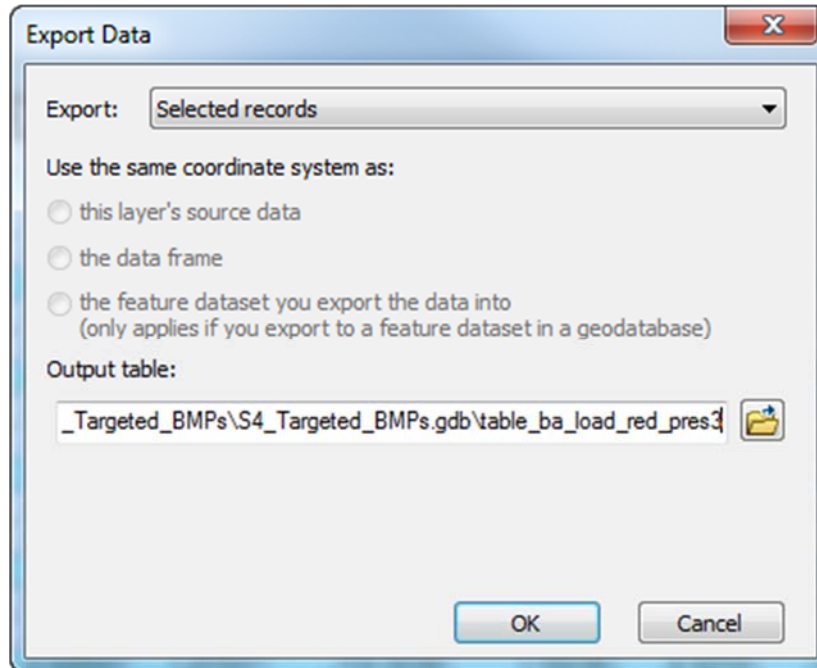 Export Data
Export: Selected records
Use the same coordinate system as:
this layer's source data
the data frame
the feature dataset you export the data into
(only applies if you export to a feature dataset in a geodatabase)
Output table:
_Targeted_BMPs\S4_Targeted_BMPs.gdb\table_ba_load_red_pres3
OK Cancel